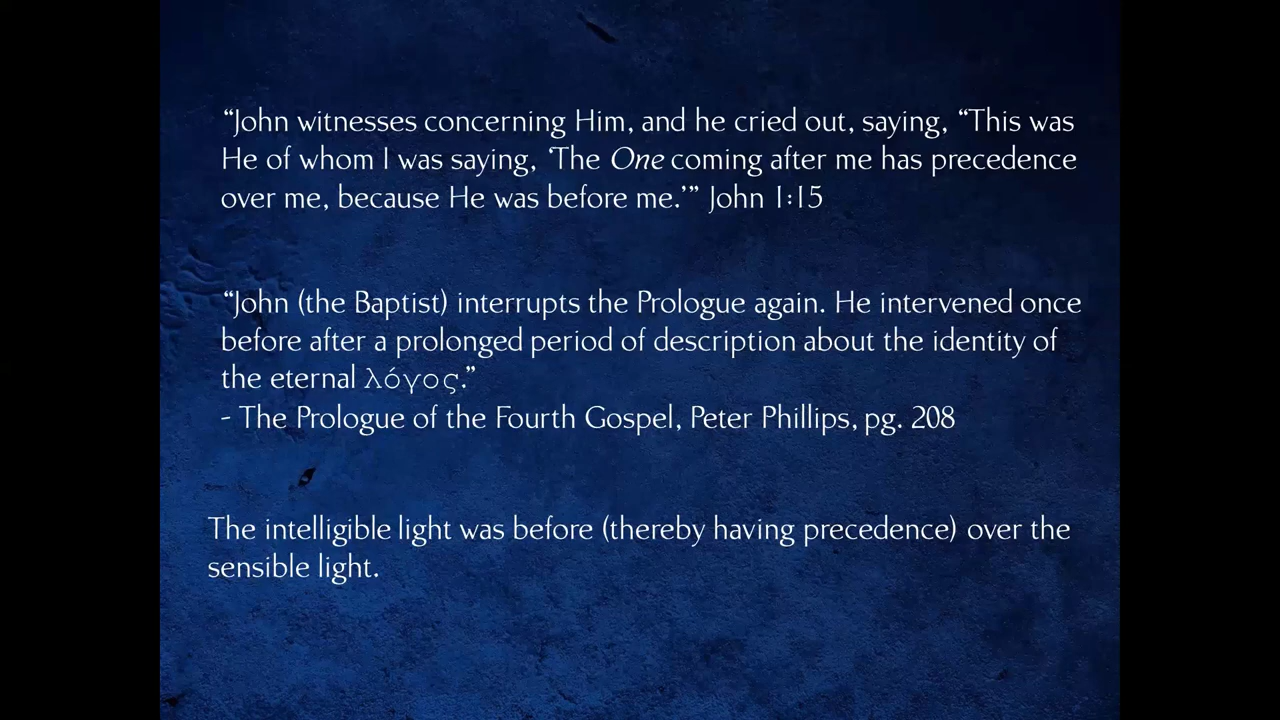 “John witnesses concerning Him, and he cried out, saying, “This was
He of whom I was saying, ‘The One coming after me has precedence
over me, because He was before me.’” John 1:15
“John (the Baptist) interrupts the Prologue again. He intervened once
before after a prolonged period of description about the identity of
the eternal λόγος.”
- The Prologue of the Fourth Gospel, Peter Phillips, pg. 208
The intelligible light was before (thereby having precedence) over the
sensible light.